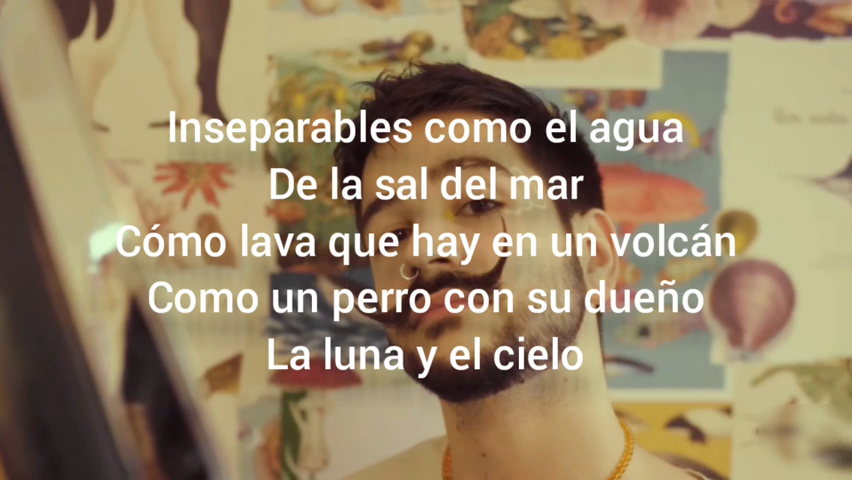 Inseparables como el agua
De la sal del mar
Cómo lava que hay en un volcán
Como un perro con su dueño
La luna y el cielo